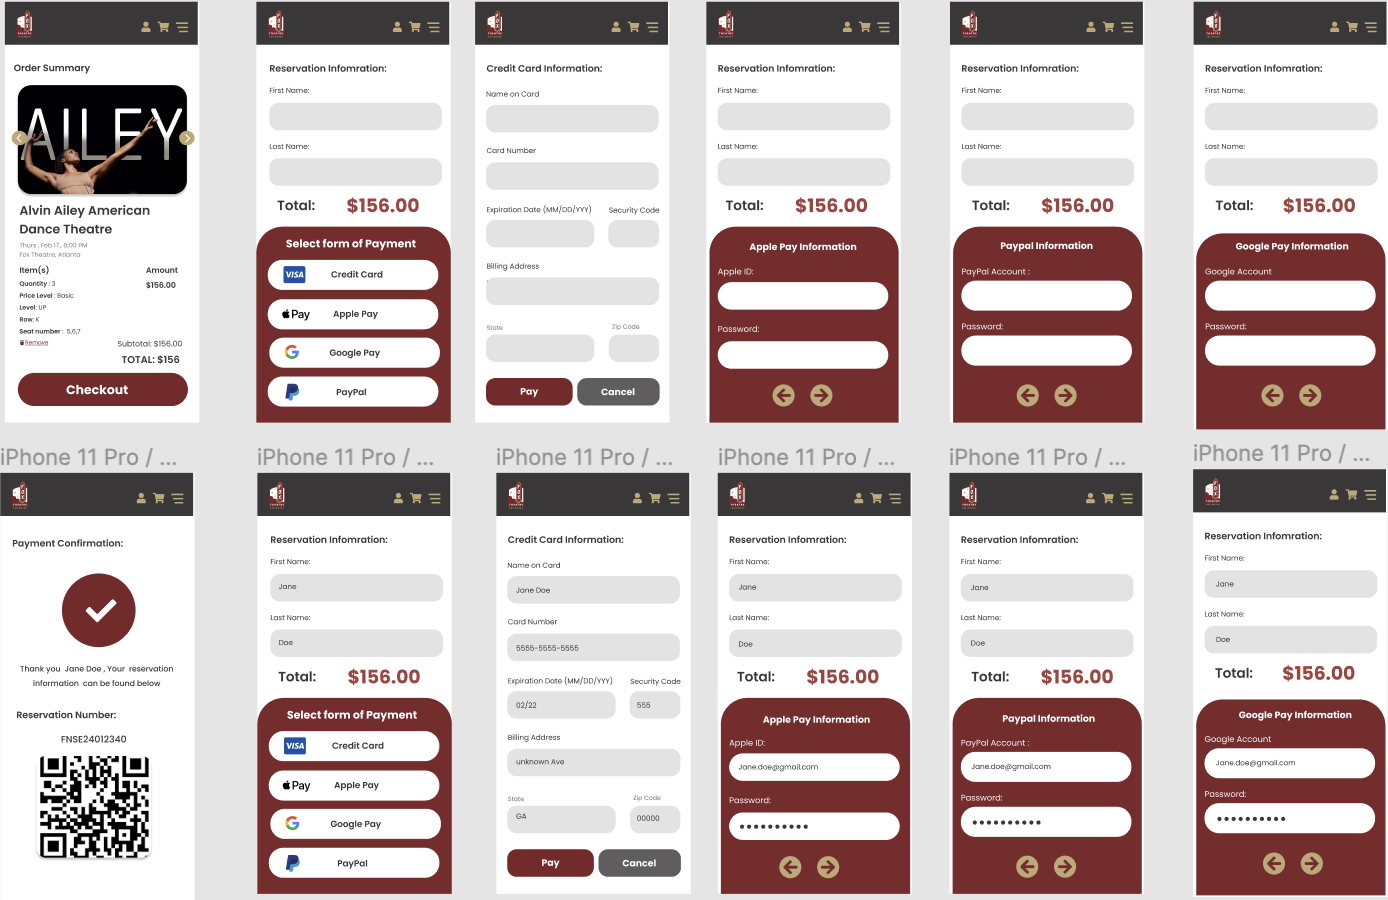 Order Summary
AILEY
Alvin Ailey American
Dance Theatre
Thurs , Feb 17,, 8:00 PM
Fox Theatre, Atlanta
Item(s) Amount
Quantity : 3 $156.00
Price Level : Basic
Level: UP
Row: K
Seat number : 5,6,7
Remove
Subtotal: $156.00
TOTAL: $156
Checkout
Reservation Infomration:
First Name:
Last Name:
Total: $156.00
Select form of Payment
VISA Credit Card
Pay Apple Pay
G Google Pay
P PayPal
Credit Card Information:
Name on Card
Card Number
Expiration Date (MM/DD/YYY) Security Code
Billing Address
State Zip Code
Pay Cancel
Reservation Infomration:
First Name:
Last Name:
Total: $156.00
Apple Pay Information
Apple ID:
Password:
Reservation Infomration:
First Name:
Last Name:
Total: $156.00
Paypal Information
PayPal Account :
Password:
Reservation Infomration:
First Name:
Last Name:
Total: $156.00
Google Pay Information
Google Account
Password:
iPhone 11 Pro / ...
Payment Confirmation:
Thank you Jane Doe , Your reservation
information can be found below
Reservation Number:
FNSE24012340
iPhone 11 Pro / ...
Reservation Infomration:
First Name:
Jane
Last Name:
Doe
Total: $156.00
Select form of Payment
VISA Credit Card
Pay Apple Pay
G Google Pay
P PayPal
iPhone 11 Pro / ...
Credit Card Information:
Name on Card
Jane Doe
Card Number
5555-5555-5555
Expiration Date (MM/DD/YYY) Security Code
02/22 555
Billing Address
unknown Ave
State Zip Code
GA 00000
Pay Cancel
iPhone 11 Pro / ...
Reservation Infomration:
First Name:
Jane
Last Name:
Doe
Total: $156.00
Apple Pay Information
Apple ID:
Jane.doe@gmail.com
Password:
••••••••••
iPhone 11 Pro / ...
Reservation Infomration:
First Name:
Jane
Last Name:
Doe
Total: $156.00
Paypal Information
PayPal Account :
Jane.doe@gmail.com
Password:
••••••••••
iPhone 11 Pro / ...
Reservation Infomration:
First Name:
Jane
Last Name:
Doe
Total: $156.00
Google Pay Information
Google Account
Jane.doe@gmail.com
Password:
••••••••••